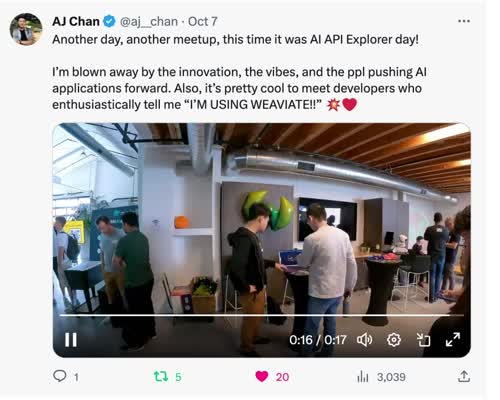 AJ Chan @aj__chan · Oct 7
Another day, another meetup, this time it was AI API Explorer day!
I'm blown away by the innovation, the vibes, and the ppl pushing AI
applications forward. Also, it's pretty cool to meet developers who
enthusiastically tell me “I'M USING WEAVIATE!!” 💥❤️
0:16 / 0:17
1 5 20 3,039